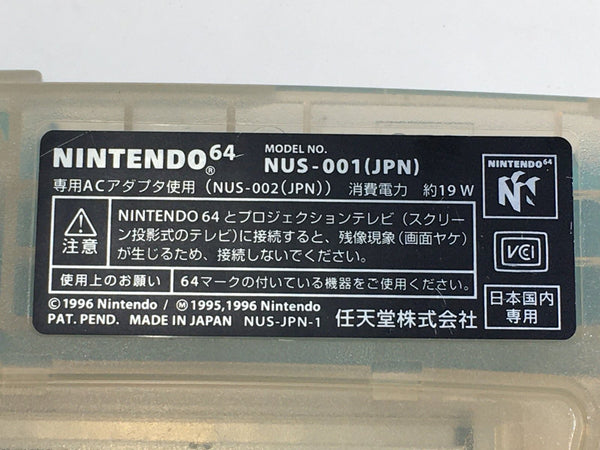 NINTENDO®64 MODEL NO. NUS-001(JPN)
専用ACアダプタ使用 (NUS-002(JPN)) 消費電力 約19W
注意
NINTENDO 64とプロジェクションテレビ (スクリー
ン投影式のテレビ)に接続すると、残像現象(画面ヤケ)
が生じるため、接続しないでください。
使用上のお願い 64マークの付いている機器をご使用ください。
©1996 Nintendo / Ⓜ1995,1996 Nintendo
PAT. PEND. MADE IN JAPAN NUS-JPN-1 任天堂株式会社
NINTENDO64
VCI
日本国内
専用